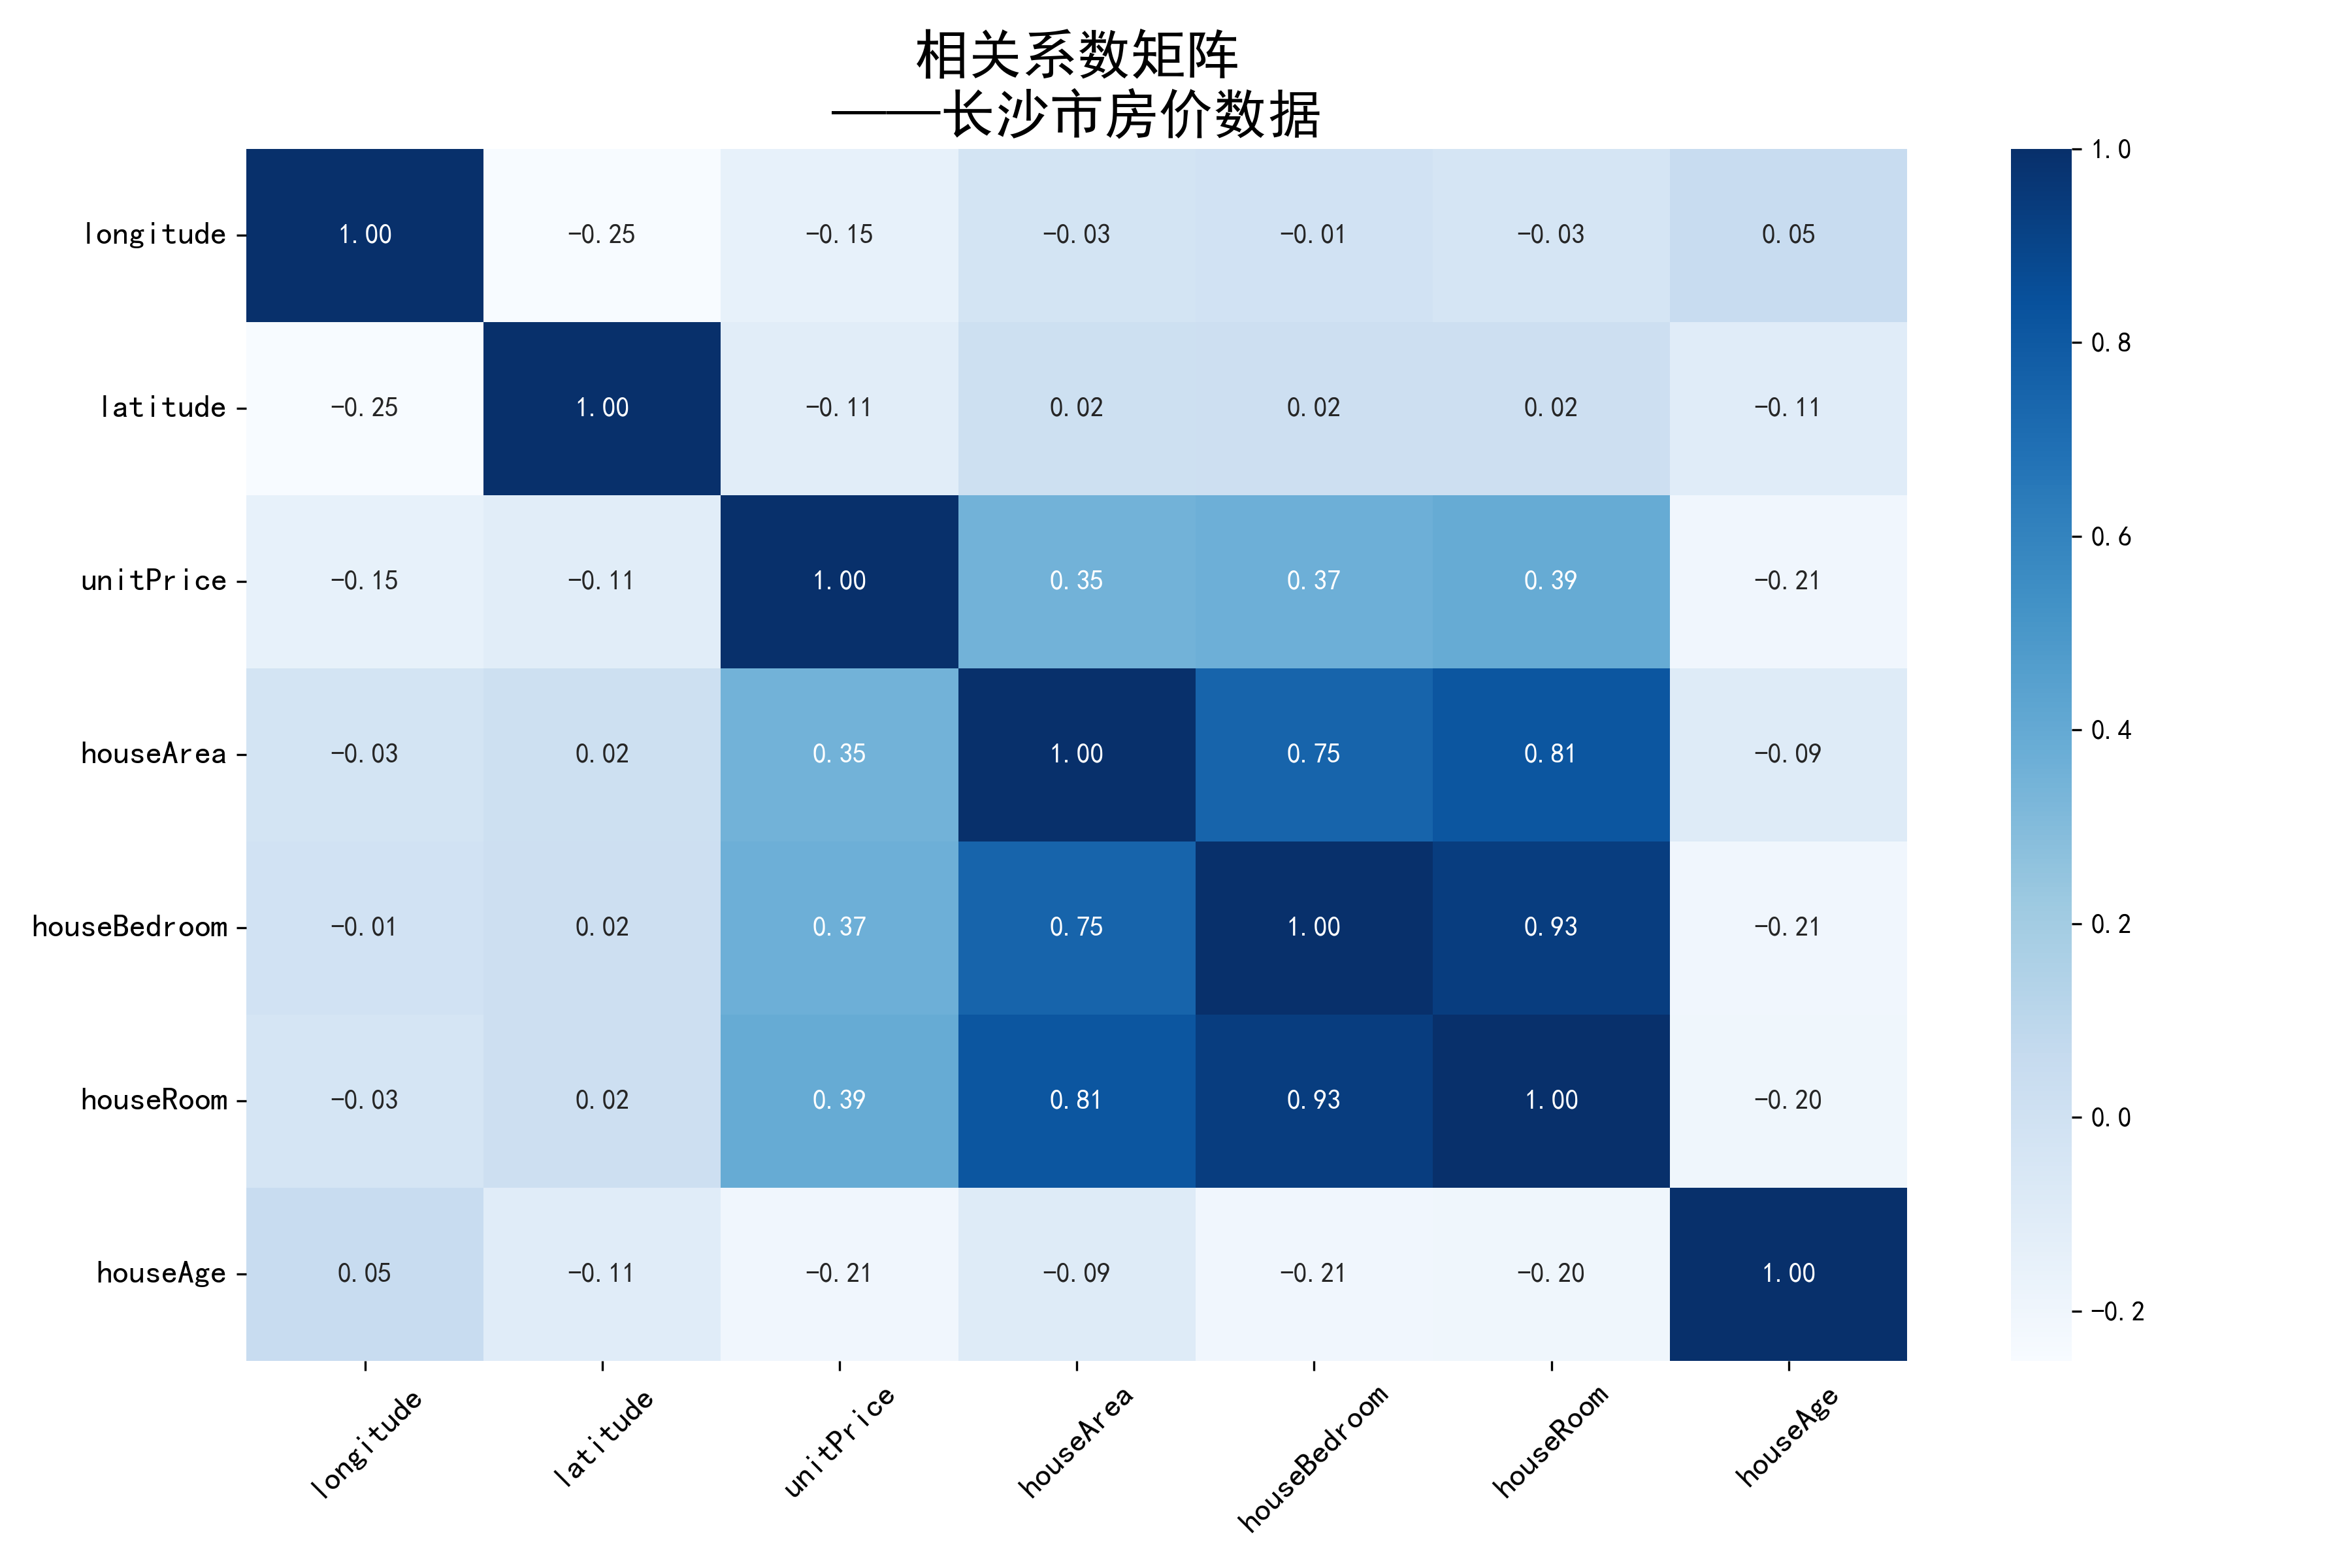 相关系数矩阵
——长沙市房价数据
longitude 1.00 −0.25 −0.15 −0.03 −0.01 −0.03 0.05
latitude −0.25 1.00 −0.11 0.02 0.02 0.02 −0.11
unitPrice −0.15 −0.11 1.00 0.35 0.37 0.39 −0.21
houseArea −0.03 0.02 0.35 1.00 0.75 0.81 −0.09
houseBedroom −0.01 0.02 0.37 0.75 1.00 0.93 −0.21
houseRoom −0.03 0.02 0.39 0.81 0.93 1.00 −0.20
houseAge 0.05 −0.11 −0.21 −0.09 −0.21 −0.20 1.00
longitude latitude unitPrice houseArea houseBedroom houseRoom houseAge
1.0
0.8
0.6
0.4
0.2
0.0
−0.2